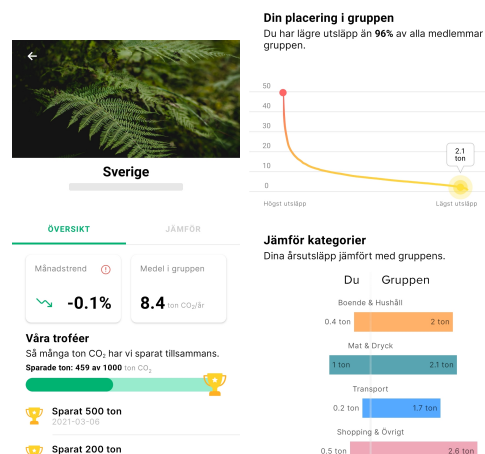 Sverige
ÖVERSIKT
JÄMFÖR
Månadstrend
-0.1%
Medel i gruppen
8.4 ton CO₂/år
Våra troféer
Så många ton CO₂ har vi sparat tillsammans.
Sparade ton: 459 av 1000 ton CO₂
Sparat 500 ton
2021-03-06
Sparat 200 ton
Din placering i gruppen
Du har lägre utsläpp än 96% av alla medlemmar
gruppen.
50
40
30
20
10
0
2.1
ton
Högst utsläpp
Lägst utsläpp
Jämför kategorier
Dina årsutsläpp jämfört med gruppens.
Du
Gruppen
Boende & Hushåll
0.4 ton
2 ton
Mat & Dryck
1 ton
2.1 ton
Transport
0.2 ton
1.7 ton
Shopping & Övrigt
0.5 ton
2.6 ton